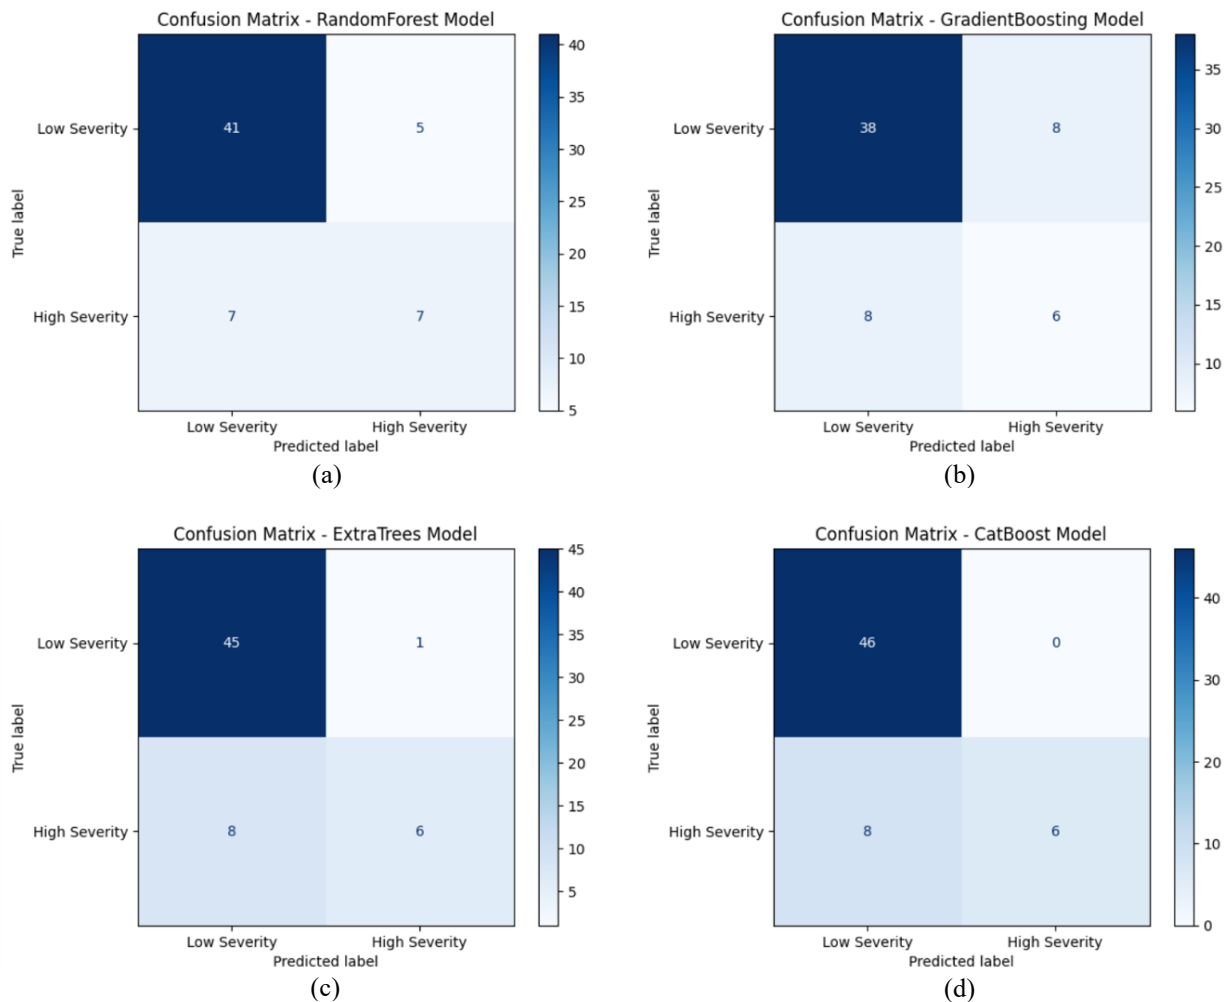 Confusion Matrix - RandomForest Model
Low Severity
High Severity
True label
41
5
7
7
Low Severity
High Severity
Predicted label
40
35
30
25
20
15
10
5
(a)
Confusion Matrix - GradientBoosting Model
Low Severity
High Severity
True label
38
8
8
6
Low Severity
High Severity
Predicted label
35
30
25
20
15
10
(b)
Confusion Matrix - ExtraTrees Model
Low Severity
High Severity
True label
45
1
8
6
Low Severity
High Severity
Predicted label
45
40
35
30
25
20
15
10
5
(c)
Confusion Matrix - CatBoost Model
Low Severity
High Severity
True label
46
0
8
6
Low Severity
High Severity
Predicted label
40
30
20
10
0
(d)